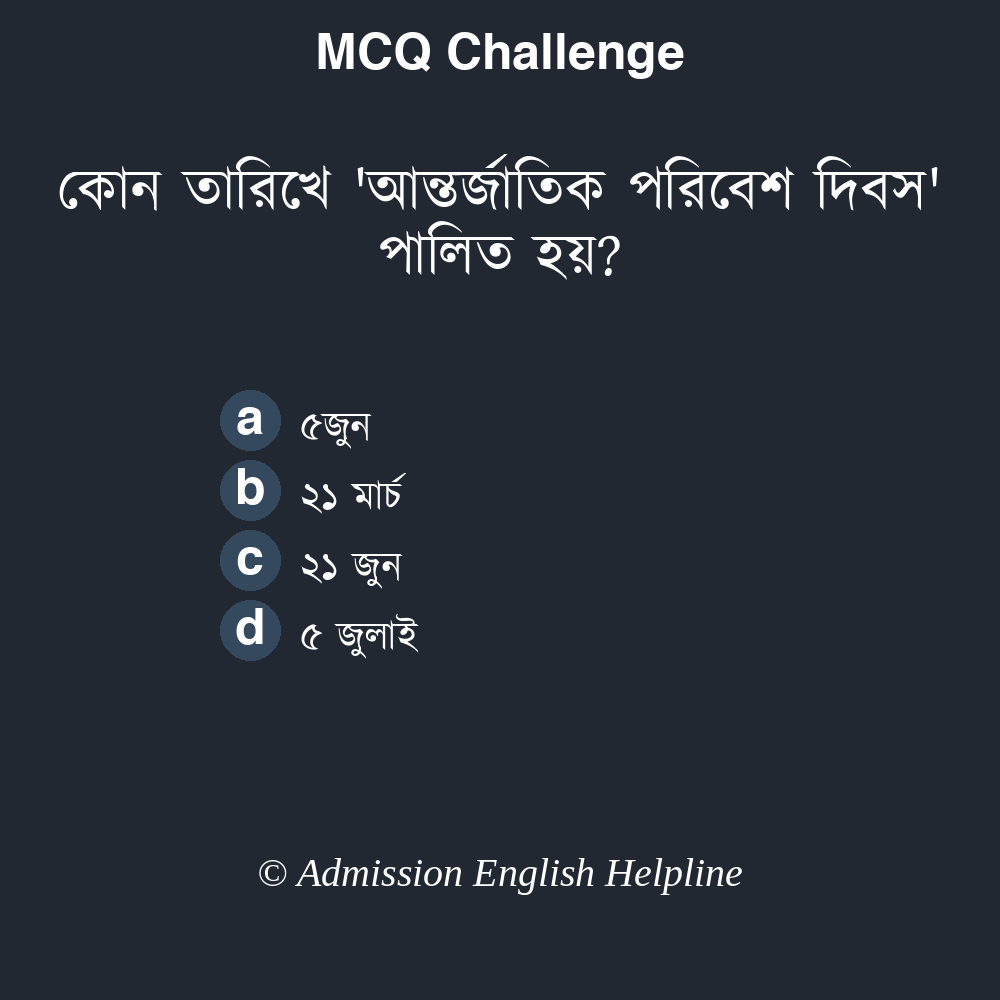 MCQ Challenge
কোন তারিখে 'আন্তর্জাতিক পরিবেশ দিবস'
পালিত হয়?
a ৫জুন
b ২১ মার্চ
c ২১ জুন
d ৫ জুলাই
© Admission English Helpline